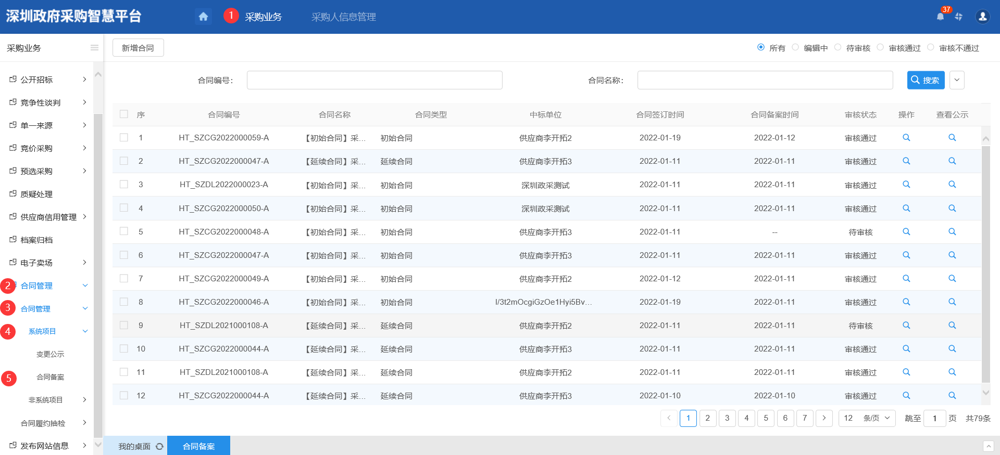 深圳政府采购智慧平台
1 采购业务 采购人信息管理
37
采购业务
新增合同
所有 编辑中 待审核 审核通过 审核不通过
公开招标
竞争性谈判
单一来源
竞价采购
预选采购
质疑处理
供应商信用管理
档案归档
电子卖场
2 合同管理
3 合同管理
4 系统项目
变更公示
5 合同备案
非系统项目
合同履约抽检
发布网站信息
合同编号: 合同名称: 搜索
序 合同编号 合同名称 合同类型 中标单位 合同签订时间 合同备案时间 审核状态 操作 查看公示
1 HT_SZCG2022000059-A 【初始合同】采... 初始合同 供应商李开拓2 2022-01-19 2022-01-12 审核通过
2 HT_SZCG2022000047-A 【延续合同】采... 延续合同 供应商李开拓3 2022-01-11 2022-01-11 审核通过
3 HT_SZDL2022000023-A 【初始合同】采... 初始合同 深圳政采测试 2022-01-11 2022-01-11 审核通过
4 HT_SZCG2022000050-A 【初始合同】采... 初始合同 深圳政采测试 2022-01-11 2022-01-11 审核通过
5 HT_SZCG2022000048-A 【初始合同】采... 初始合同 供应商李开拓3 2022-01-11 -- 待审核
6 HT_SZCG2022000047-A 【初始合同】采... 初始合同 供应商李开拓3 2022-01-11 2022-01-11 审核通过
7 HT_SZCG2022000049-A 【初始合同】采... 初始合同 供应商李开拓2 2022-01-12 2022-01-11 审核通过
8 HT_SZCG2022000046-A 【初始合同】采... 初始合同 I/3t2mOcgiGzOe1Hyi5Bv... 2022-01-19 2022-01-11 审核通过
9 HT_SZDL2021000108-A 【延续合同】采... 延续合同 供应商李开拓2 2022-01-11 2022-01-11 待审核
10 HT_SZCG2022000044-A 【延续合同】采... 延续合同 供应商李开拓3 2022-01-11 2022-01-11 审核通过
11 HT_SZDL2021000108-A 【延续合同】采... 延续合同 供应商李开拓2 2022-01-11 2022-01-11 审核通过
12 HT_SZCG2022000044-A 【延续合同】采... 延续合同 供应商李开拓3 2022-01-10 2022-01-10 审核通过
1 2 3 4 5 6 7 12 条/页 跳至 1 页 共79条
我的桌面 合同备案